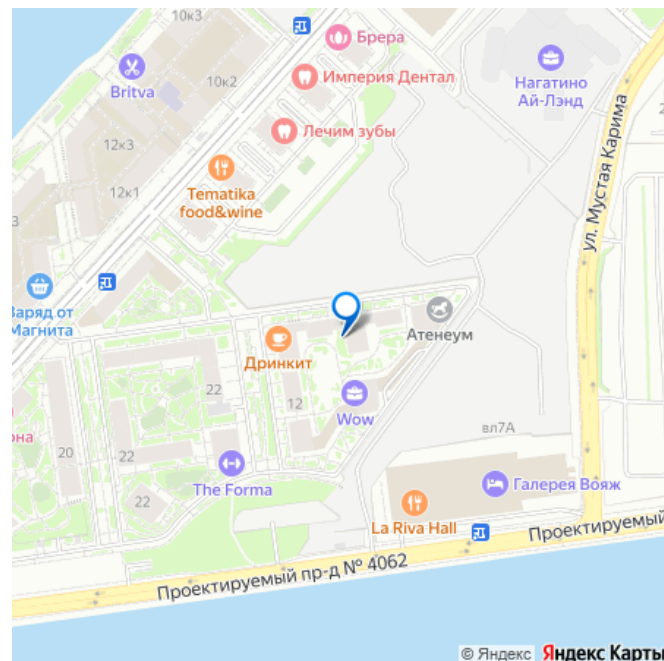 10к3
Брера
10к2
Britva
Империя Дентал
Нагатино
Ай-Лэнд
12к3
Лечим зубы
12к1
Tematika
food&wine
ул. Мустая Карима
Заряд от
Магнита
Дринкит
Атенеум
22
22
12
Wow
20
The Forma
22
вл7А
Галерея Вояж
La Riva Hall
Проектируемый
Проектируемый пр-д № 4062
© Яндекс Яндекс Карты